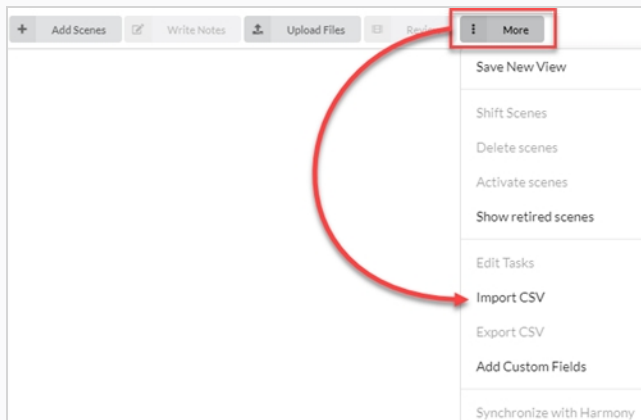 + Add Scenes Write Notes Upload Files More
Save New View
Shift Scenes
Delete scenes
Activate scenes
Show retired scenes
Edit Tasks
Import CSV
Export CSV
Add Custom Fields
Synchronize with Harmony